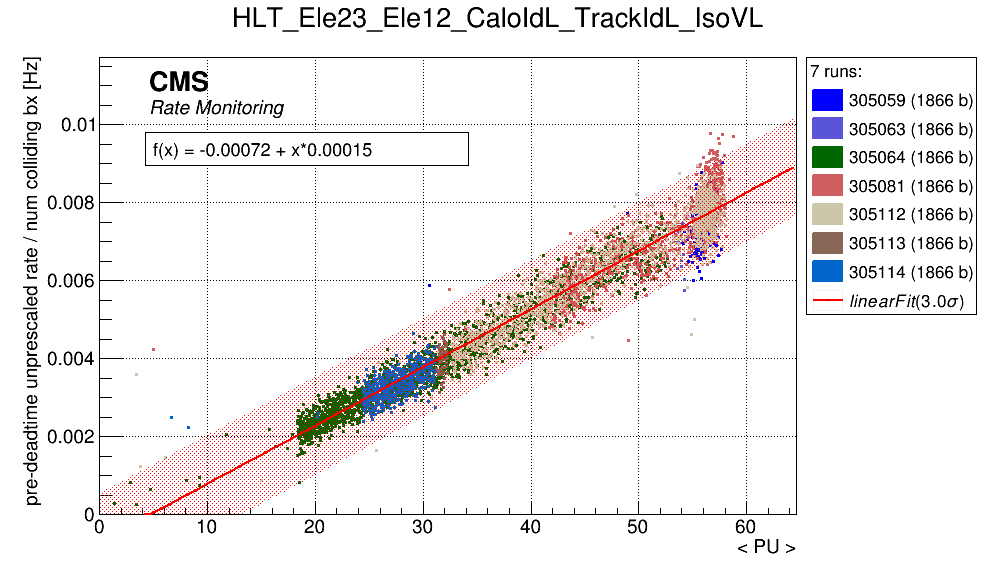 HLT_Ele23_Ele12_CaloIdL_TrackIdL_IsoVL
pre-deadtime unprescaled rate / num colliding bx [Hz]
CMS
Rate Monitoring
f(x) = -0.00072 + x*0.00015
0.01
0.008
0.006
0.004
0.002
0
0 10 20 30 40 50 60
< PU >
7 runs:
305059 (1866 b)
305063 (1866 b)
305064 (1866 b)
305081 (1866 b)
305112 (1866 b)
305113 (1866 b)
305114 (1866 b)
linearFit(3.0σ)